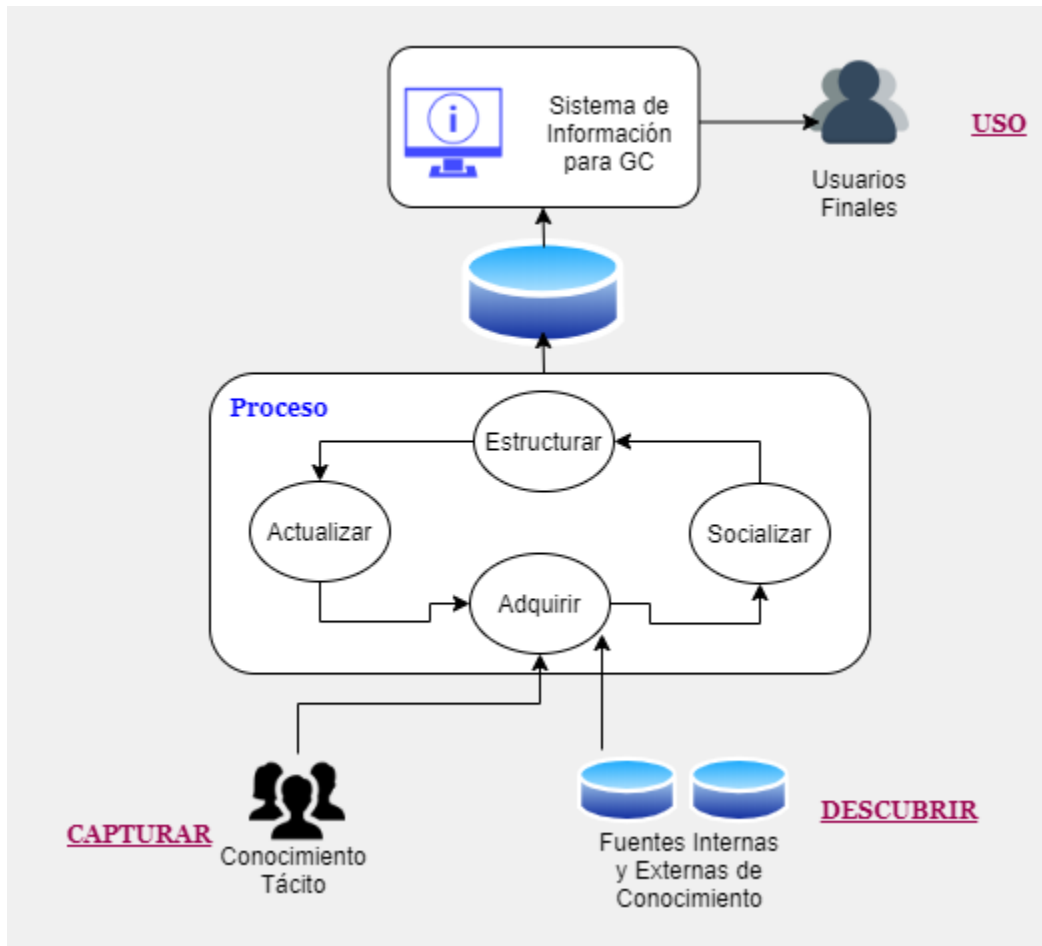 Sistema de
Información
para GC
USO
Usuarios
Finales
Proceso
Estructurar
Actualizar
Socializar
Adquirir
CAPTURAR
Conocimiento
Tácito
DESCUBRIR
Fuentes Internas
y Externas de
Conocimiento